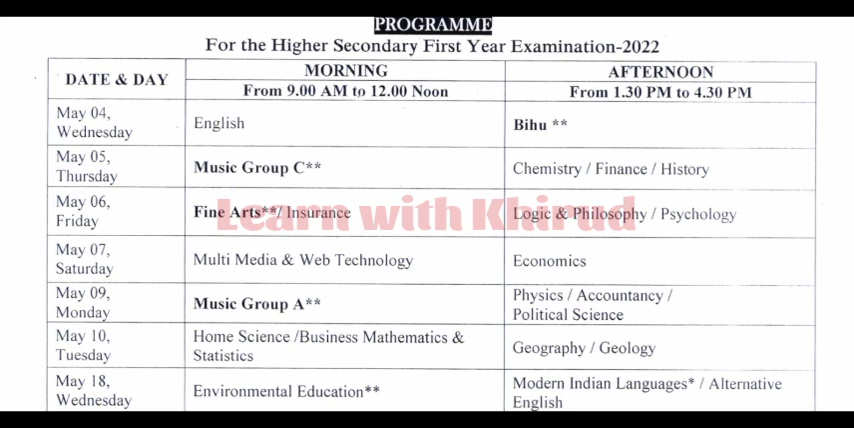 PROGRAMME
For the Higher Secondary First Year Examination-2022
DATE & DAY
MORNING
AFTERNOON
From 9.00 AM to 12.00 Noon
From 1.30 PM to 4.30 PM
May 04,
Wednesday
English
Bihu **
May 05,
Thursday
Music Group C**
Chemistry / Finance / History
May 06,
Friday
Fine Arts**/ Insurance
Logic & Philosophy / Psychology
Learn with Khirud
May 07,
Saturday
Multi Media & Web Technology
Economics
May 09,
Monday
Music Group A**
Physics / Accountancy /
Political Science
May 10,
Tuesday
Home Science /Business Mathematics &
Statistics
Geography / Geology
May 18,
Wednesday
Environmental Education**
Modern Indian Languages* / Alternative
English